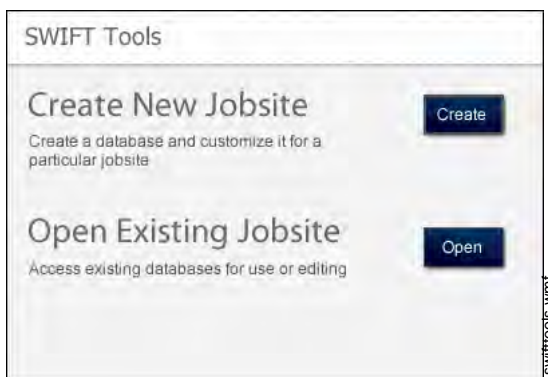 SWIFT Tools
Create New Jobsite
Create
Create a database and customize it for a
particular jobsite
Open Existing Jobsite
Open
Access existing databases for use or editing
swifttools.wmf